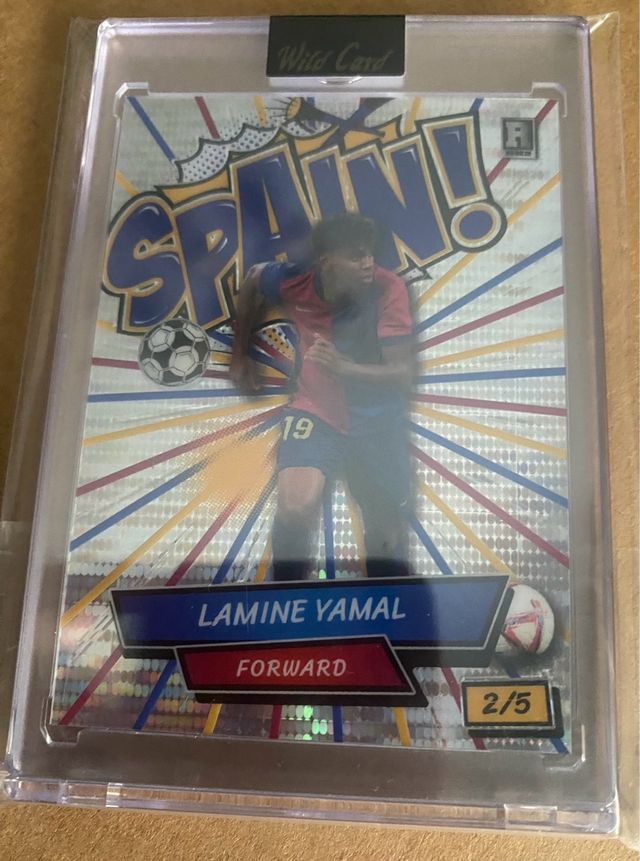 Wild Card
SPAIN!
19
LAMINE YAMAL
FORWARD
2/5